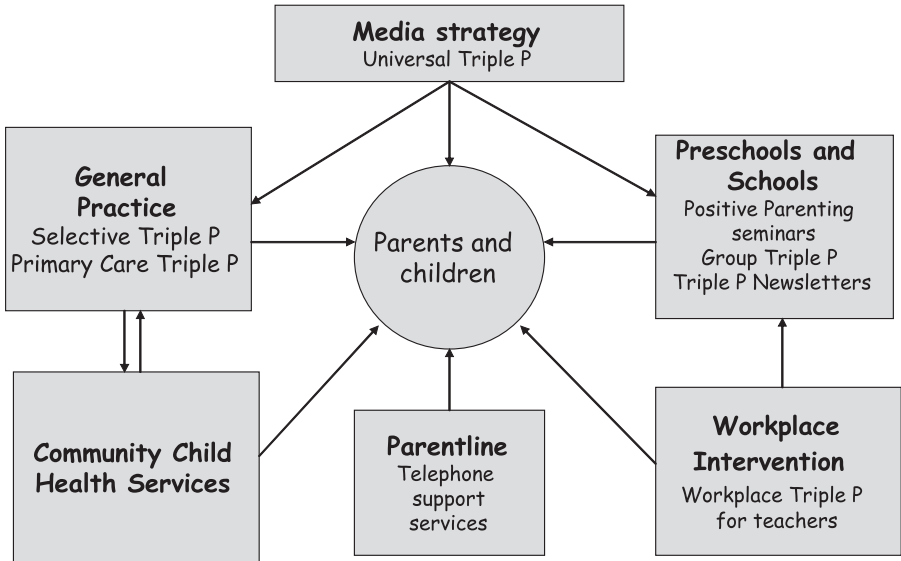 Media strategy
Universal Triple P
General
Practice
Selective Triple P
Primary Care Triple P
Parents and
children
Preschools and
Schools
Positive Parenting
seminars
Group Triple P
Triple P Newsletters
Community Child
Health Services
Parentline
Telephone
support
services
Workplace
Intervention
Workplace Triple P
for teachers